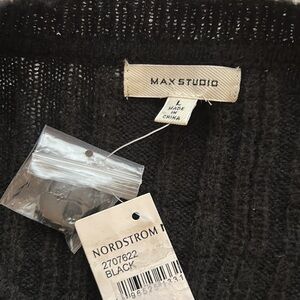 MAX STUDIO
L
MADE
IN
CHINA
NORDSTROM
2707622
BLACK